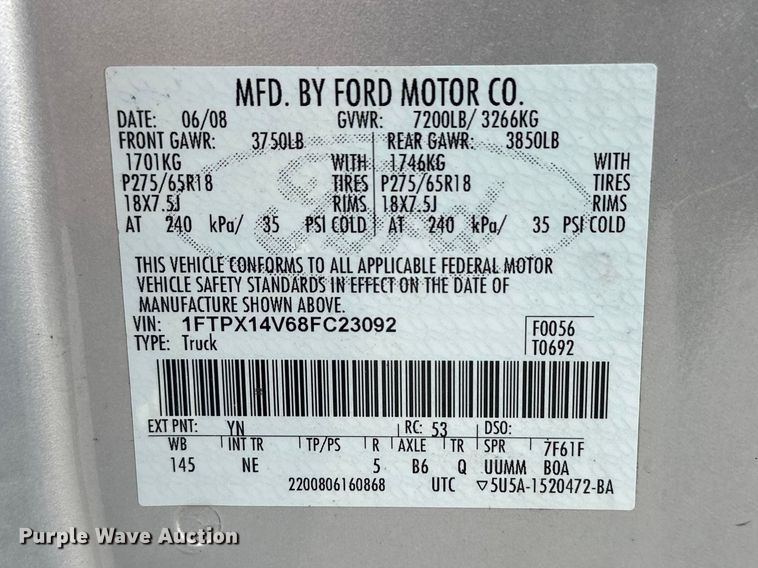 MFD. BY FORD MOTOR CO.
DATE: 06/08 GVWR: 7200LB/ 3266KG
FRONT GAWR: 3750LB REAR GAWR: 3850LB
1701KG WITH 1746KG WITH
P275/65R18 TIRES P275/65R18 TIRES
18X7.5J RIMS 18X7.5J RIMS
AT 240 kPa/ 35 PSI COLD AT 240 kPa/ 35 PSI COLD
THIS VEHICLE CONFORMS TO ALL APPLICABLE FEDERAL MOTOR
VEHICLE SAFETY STANDARDS IN EFFECT ON THE DATE OF
MANUFACTURE SHOWN ABOVE.
VIN: 1FTPX14V68FC23092 F0056
TYPE: Truck T0692
EXT PNT: YN RC: 53 DSO:
WB INT TR TP/PS R AXLE TR SPR 7F61F
145 NE 5 B6 Q UUMM BOA
2200806160868 UTC ▽5U5A-1520472-BA
Purple Wave Auction